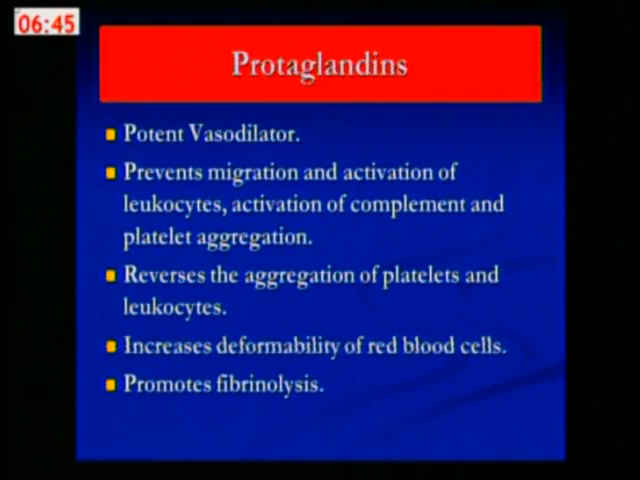 06:45
Protaglandins
Potent Vasodilator.
Prevents migration and activation of
leukocytes, activation of complement and
platelet aggregation.
Reverses the aggregation of platelets and
leukocytes.
Increases deformability of red blood cells.
Promotes fibrinolysis.